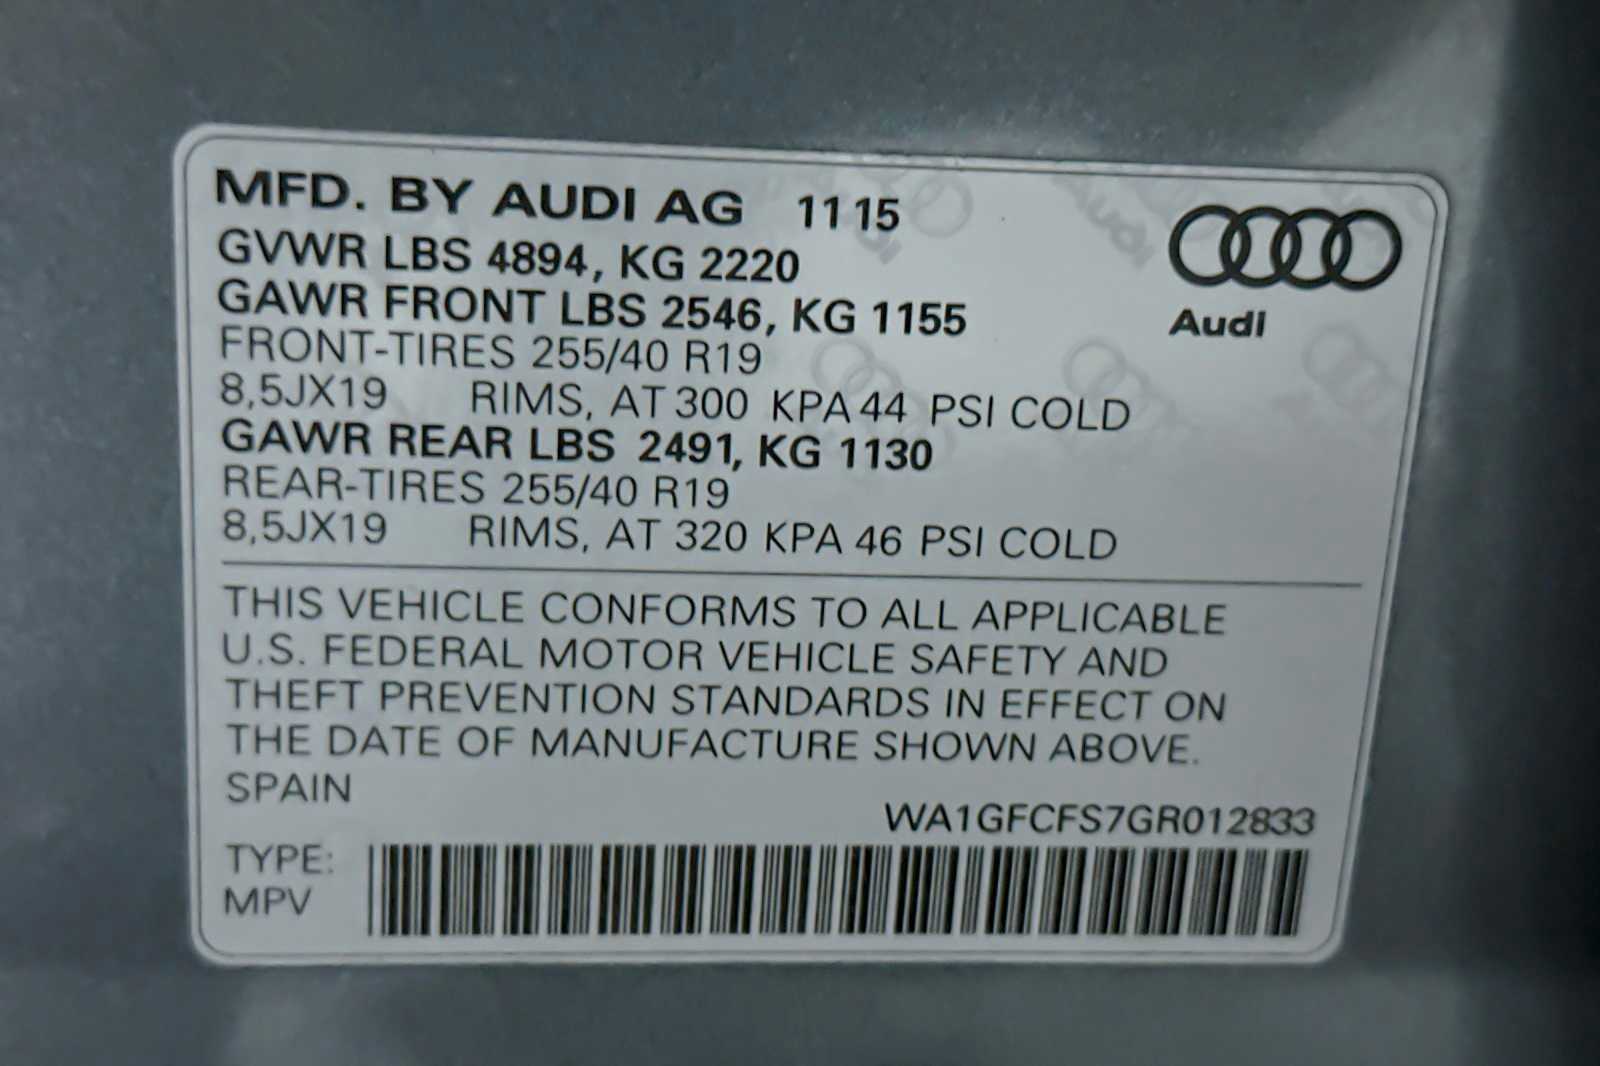 MFD. BY AUDI AG 11 15
GVWR LBS 4894, KG 2220
GAWR FRONT LBS 2546, KG 1155
Audi
FRONT-TIRES 255/40 R19
8,5JX19 RIMS, AT 300 KPA 44 PSI COLD
GAWR REAR LBS 2491, KG 1130
REAR-TIRES 255/40 R19
8,5JX19 RIMS, AT 320 KPA 46 PSI COLD
THIS VEHICLE CONFORMS TO ALL APPLICABLE
U.S. FEDERAL MOTOR VEHICLE SAFETY AND
THEFT PREVENTION STANDARDS IN EFFECT ON
THE DATE OF MANUFACTURE SHOWN ABOVE.
SPAIN
WA1GFCFS7GR012833
TYPE:
MPV